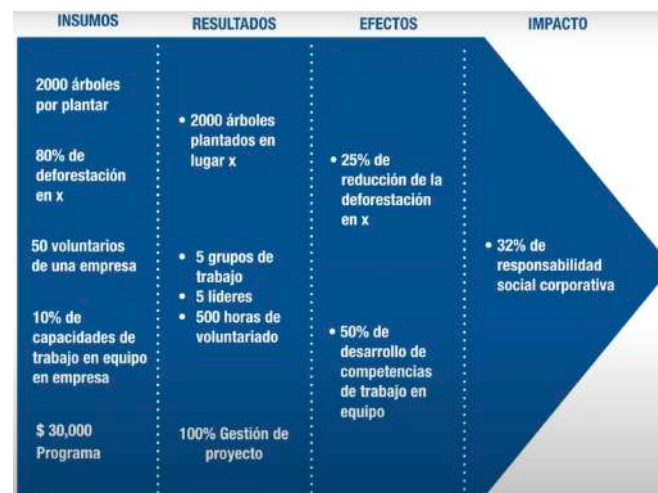 INSUMOS
RESULTADOS
EFECTOS
IMPACTO
2000 árboles
por plantar
80% de
deforestación
en x
50 voluntarios
de una empresa
10% de
capacidades de
trabajo en equipo
en empresa
$ 30,000
Programa
• 2000 árboles
plantados en
lugar x
• 5 grupos de
trabajo
• 5 líderes
• 500 horas de
voluntariado
100% Gestión de
proyecto
• 25% de
reducción de la
deforestación
en x
• 50% de
desarrollo de
competencias
de trabajo en
equipo
• 32% de
responsabilidad
social corporativa